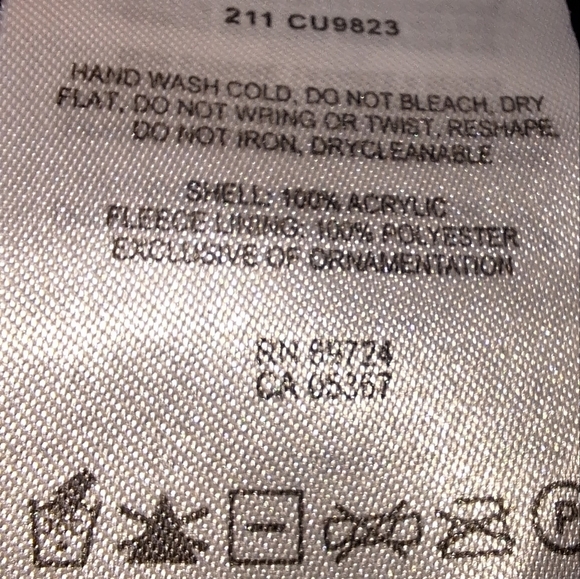 211 CU9823
HAND WASH COLD, DO NOT BLEACH, DRY
FLAT, DO NOT WRING OR TWIST, RESHAPE,
DO NOT IRON, DRYCLEANABLE
SHELL: 100% ACRYLIC
FLEECE LINING: 100% POLYESTER
EXCLUSIVE OF ORNAMENTATION
RN
CA 05367
P